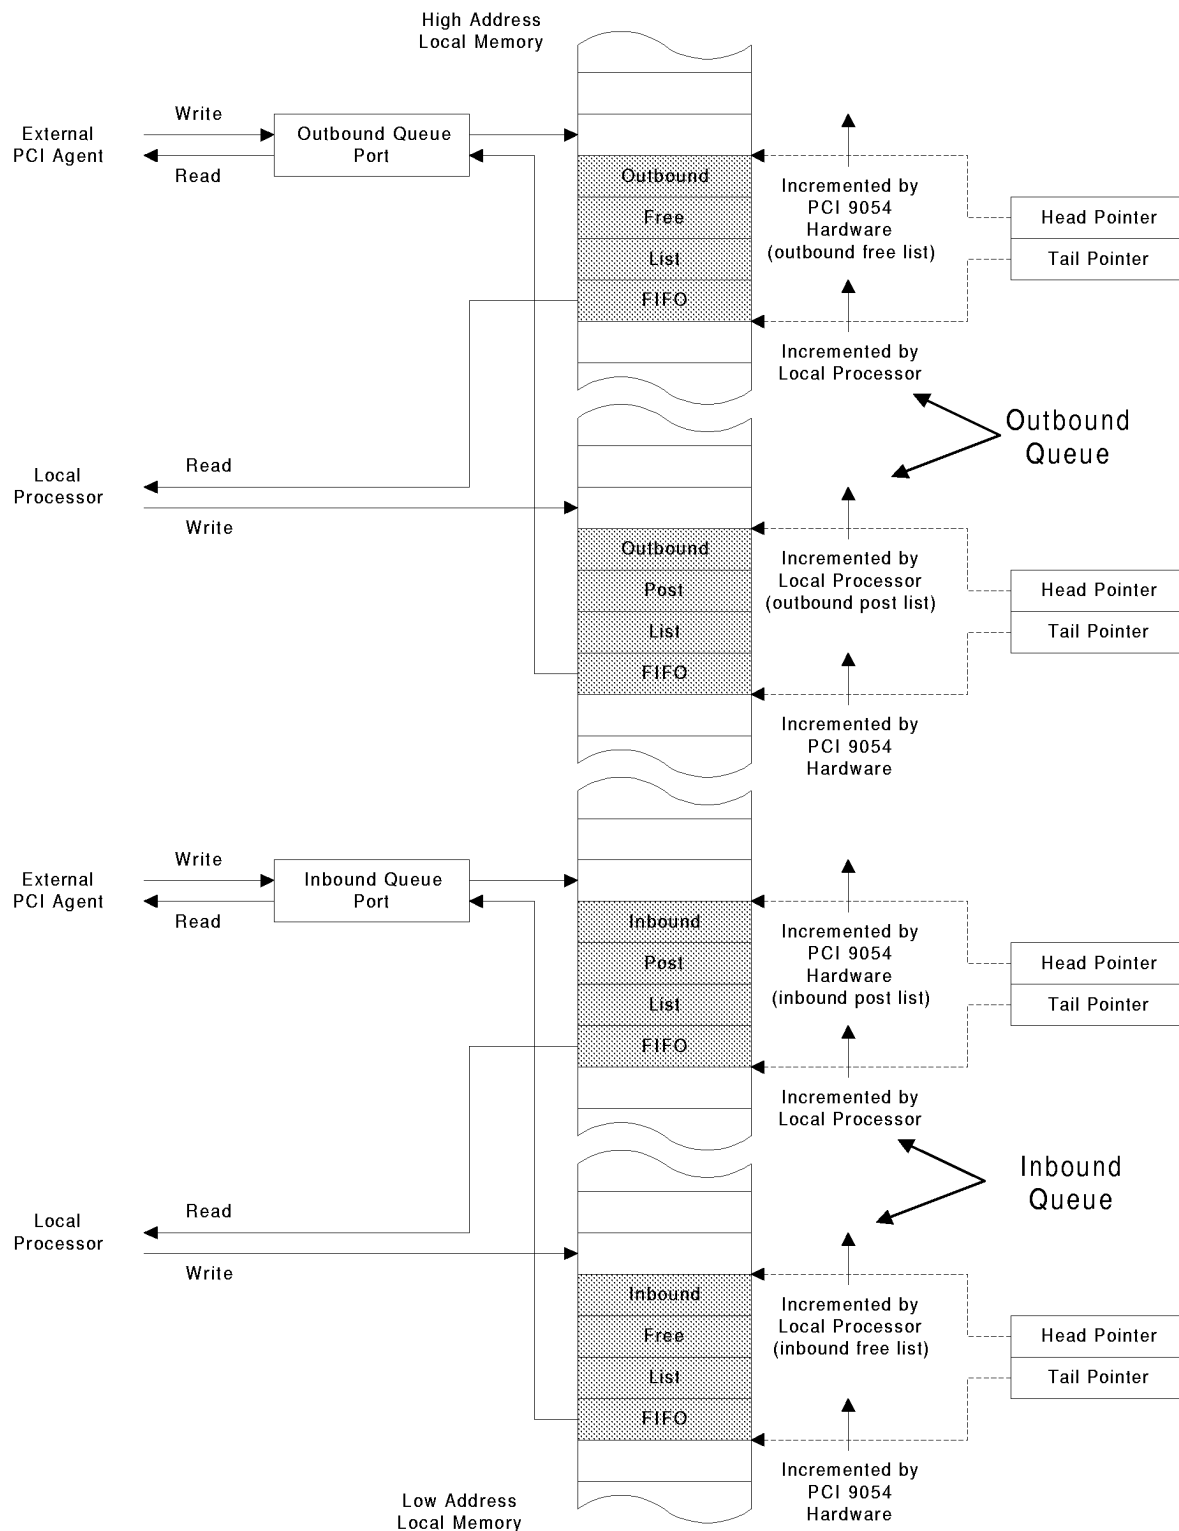 High Address
Local Memory
Write
External
PCI Agent
Outbound Queue
Port
Read
Outbound
Free
List
FIFO
Incremented by
PCI 9054
Hardware
(outbound free list)
Head Pointer
Tail Pointer
Incremented by
Local Processor
Outbound
Queue
Read
Local
Processor
Write
Outbound
Post
List
FIFO
Incremented by
Local Processor
(outbound post list)
Head Pointer
Tail Pointer
Incremented by
PCI 9054
Hardware
Write
External
PCI Agent
Inbound Queue
Port
Read
Inbound
Post
List
FIFO
Incremented by
PCI 9054
Hardware
(inbound post list)
Head Pointer
Tail Pointer
Incremented by
Local Processor
Inbound
Queue
Read
Local
Processor
Write
Inbound
Free
List
FIFO
Incremented by
Local Processor
(inbound free list)
Head Pointer
Tail Pointer
Incremented by
PCI 9054
Hardware
Low Address
Local Memory